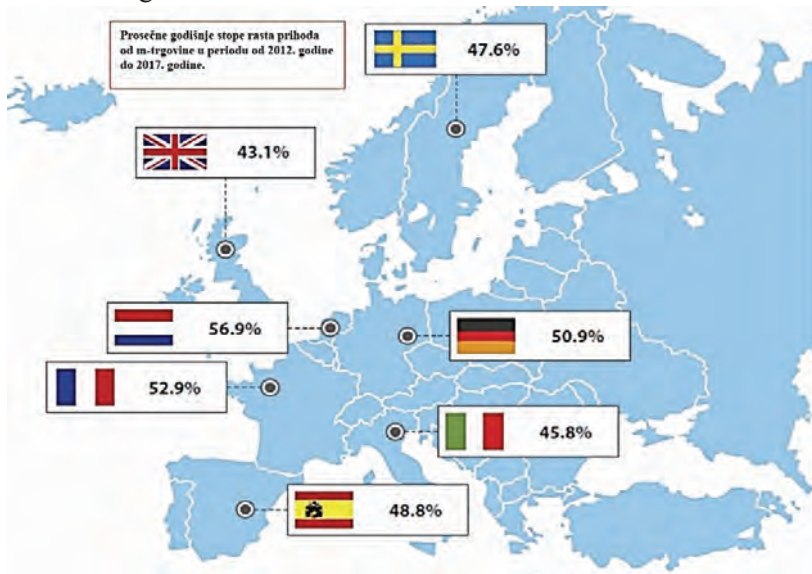 Prosečne godišnje stope rasta prihoda
od m-trgovine u periodu od 2012. godine
do 2017. godine.
47.6%
43.1%
56.9%
50.9%
52.9%
45.8%
48.8%